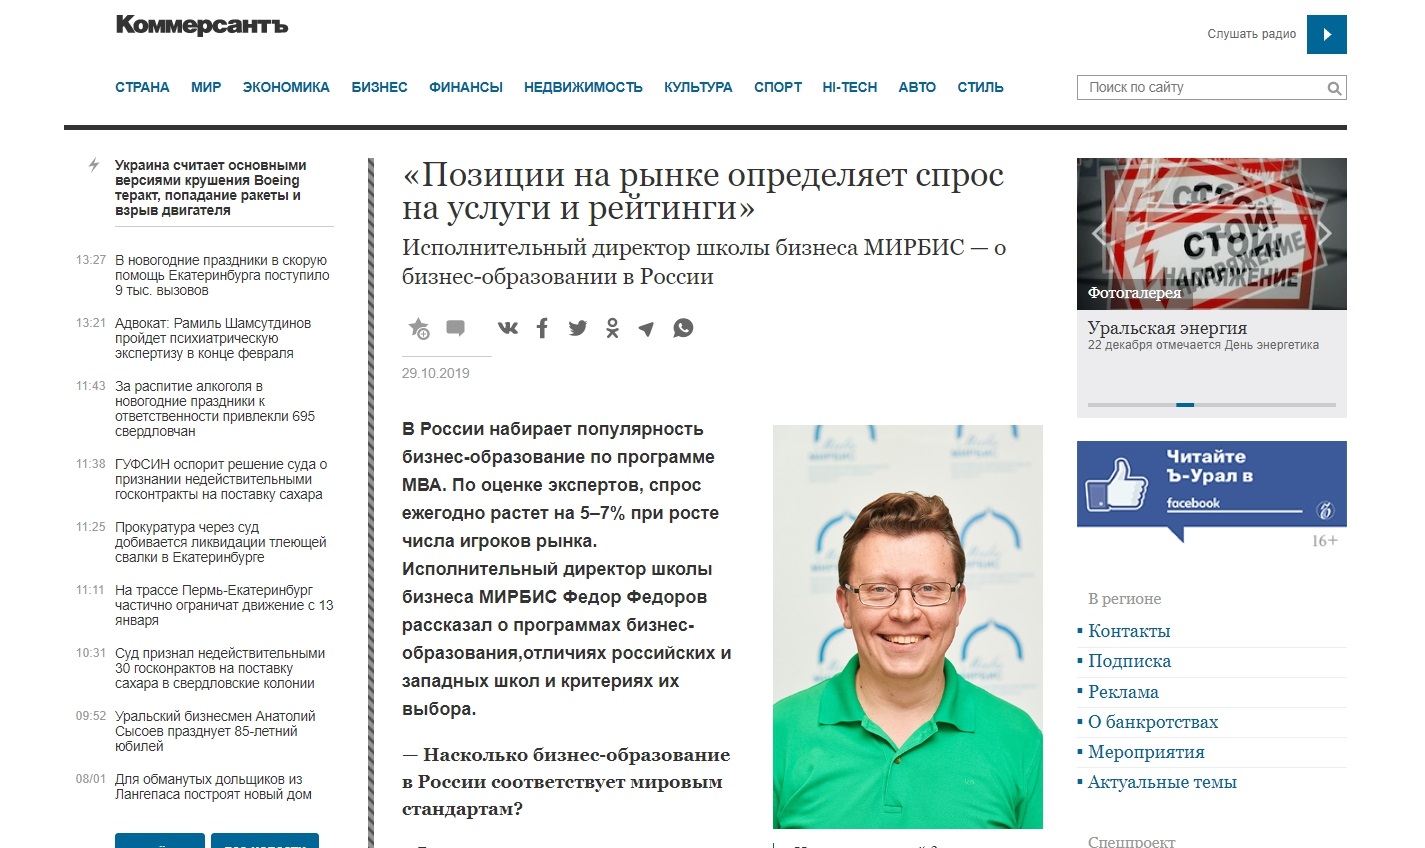 Коммерсантъ
Слушать радио
СТРАНА МИР ЭКОНОМИКА БИЗНЕС ФИНАНСЫ НЕДВИЖИМОСТЬ КУЛЬТУРА СПОРТ HI-TECH АВТО СТИЛЬ
Поиск по сайту
Украина считает основными
версиями крушения Boeing
теракт, попадание ракеты и
взрыв двигателя
13:27 В новогодние праздники в скорую
помощь Екатеринбурга поступило
9 тыс. вызовов
13:21 Адвокат: Рамиль Шамсутдинов
пройдет психиатрическую
экспертизу в конце февраля
11:43 За распитие алкоголя в
новогодние праздники к
ответственности привлекли 695
свердловчан
11:38 ГУФСИН оспорит решение суда о
признании недействительными
госконтракты на поставку сахара
11:25 Прокуратура через суд
добивается ликвидации тлеющей
свалки в Екатеринбурге
11:11 На трассе Пермь-Екатеринбург
частично ограничат движение с 13
января
10:31 Суд признал недействительными
30 госконрактов на поставку
сахара в свердловские колонии
09:52 Уральский бизнесмен Анатолий
Сысоев празднует 85-летний
юбилей
08/01 Для обманутых дольщиков из
Лангепаса построят новый дом
«Позиции на рынке определяет спрос
на услуги и рейтинги»
Исполнительный директор школы бизнеса МИРБИС — о
бизнес-образовании в России
29.10.2019
В России набирает популярность
бизнес-образование по программе
MBA. По оценке экспертов, спрос
ежегодно растет на 5–7% при росте
числа игроков рынка.
Исполнительный директор школы
бизнеса МИРБИС Федор Федоров
рассказал о программах бизнес-
образования,отличиях российских и
западных школ и критериях их
выбора.
— Насколько бизнес-образование
в России соответствует мировым
стандартам?
МИРБИС
СТОЙ!
НАПРЯЖЕНИЕ
Фотогалерея
Уральская энергия
22 декабря отмечается День энергетика
Читайте
Ъ-Урал в
facebook
16+
В регионе
Контакты
Подписка
Реклама
О банкротствах
Мероприятия
Актуальные темы
Спецпроект